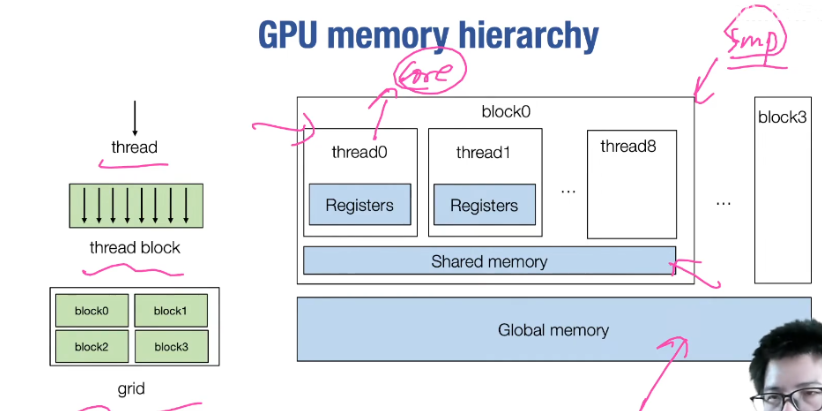 GPU memory hierarchy
Core
Smp
thread
thread block
block0
block1
block2
block3
grid
block0
thread0
Registers
thread1
Registers
...
thread8
Shared memory
...
block3
Global memory